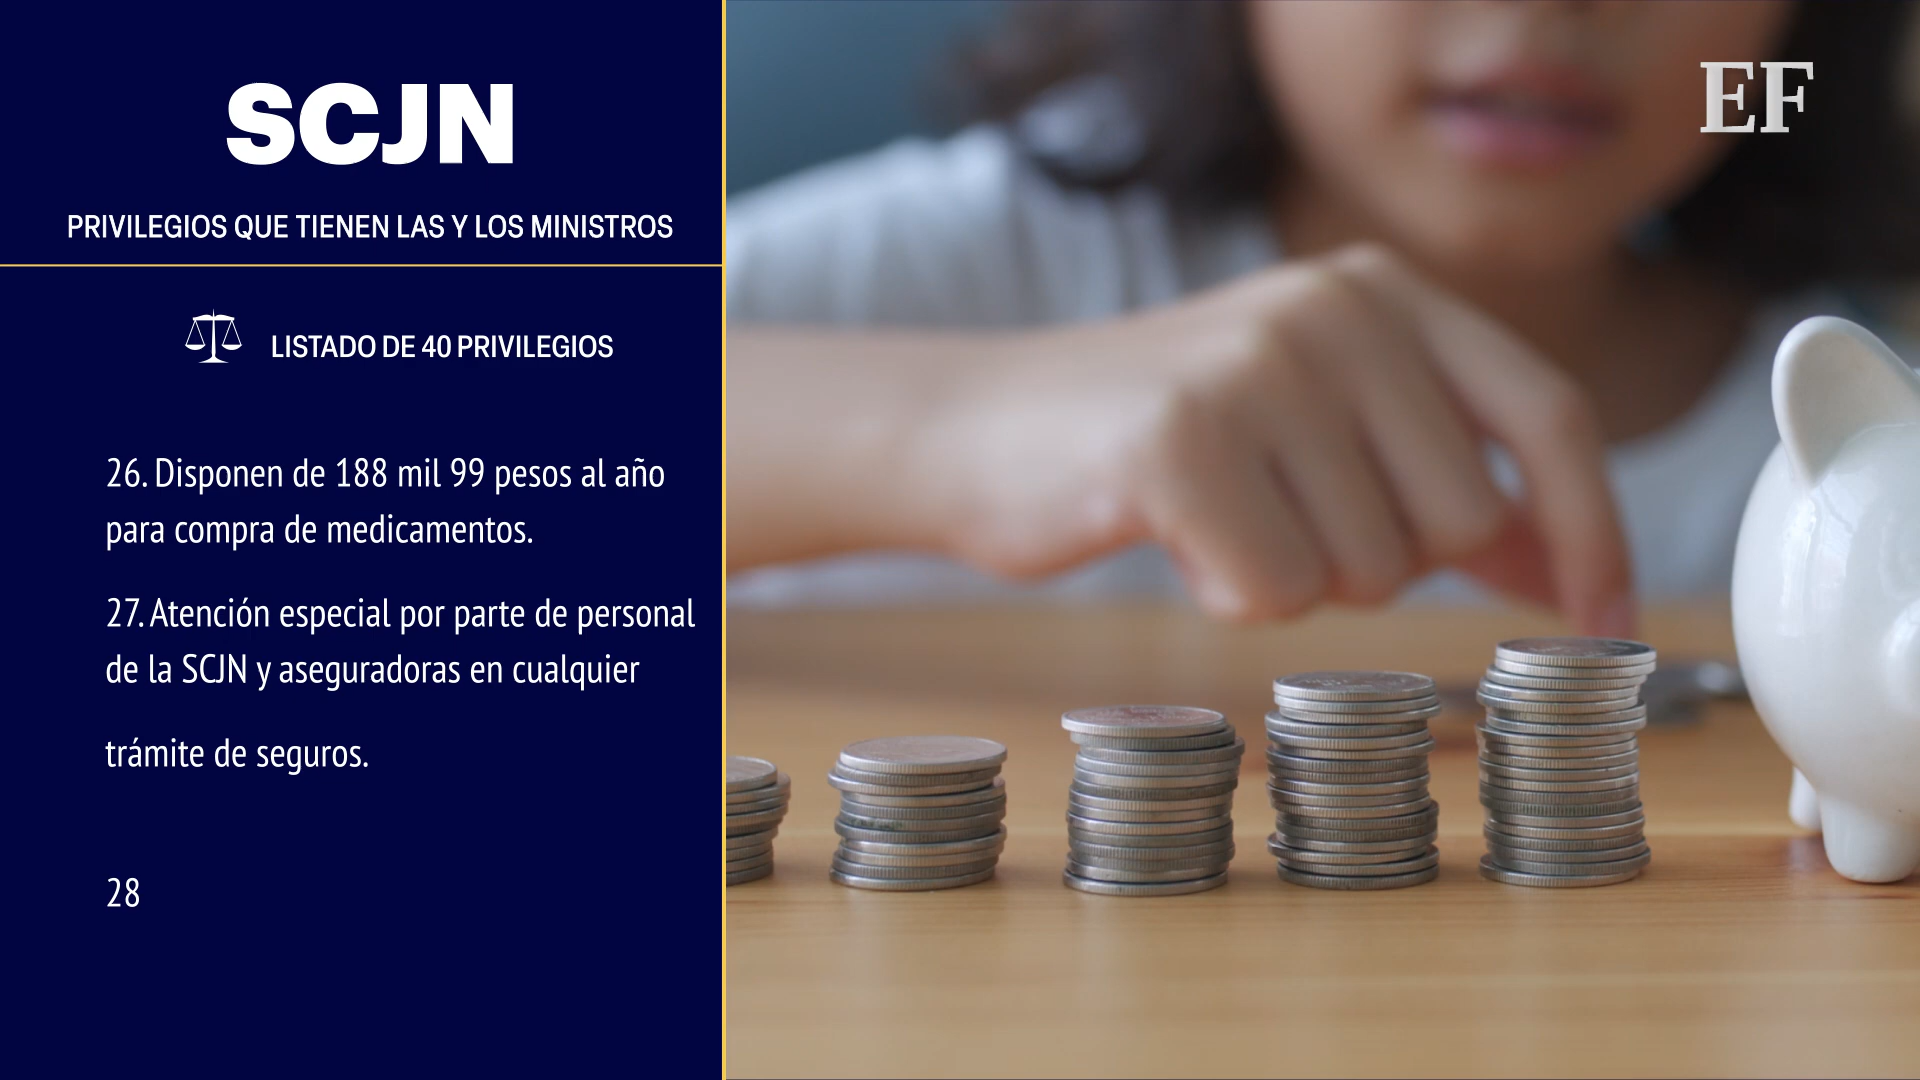 SCJN
PRIVILEGIOS QUE TIENEN LAS Y LOS MINISTROS
LISTADO DE 40 PRIVILEGIOS
26. Disponen de 188 mil 99 pesos al año
para compra de medicamentos.
27. Atención especial por parte de personal
de la SCJN y aseguradoras en cualquier
trámite de seguros.
28
EF